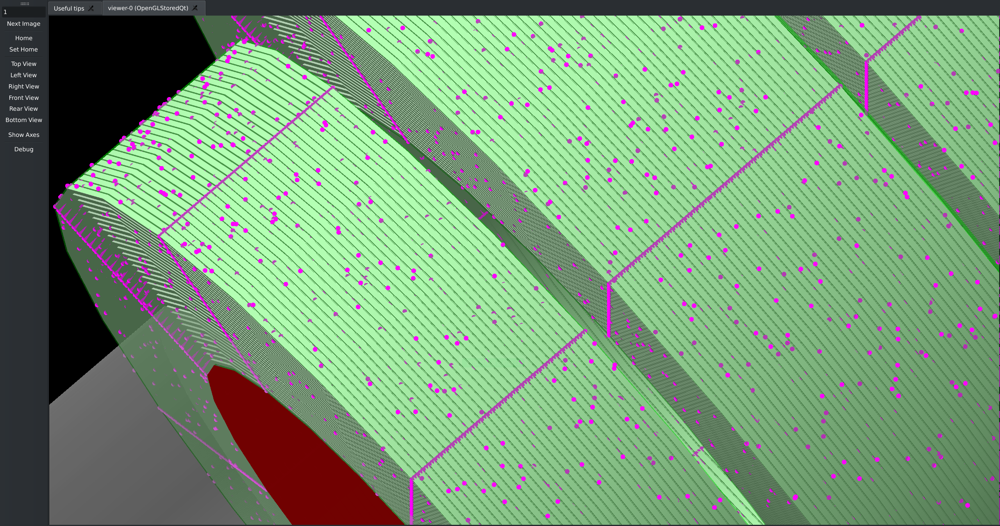 Useful tips
viewer-0 (OpenGLStoredQt)
1
Next Image
Home
Set Home
Top View
Left View
Right View
Front View
Rear View
Bottom View
Show Axes
Debug